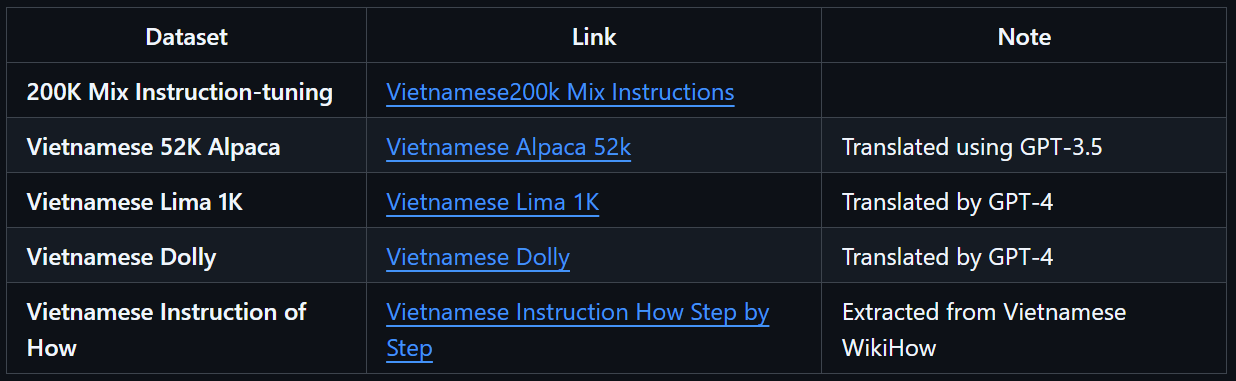 Dataset Link Note
200K Mix Instruction-tuning Vietnamese200k Mix Instructions
Vietnamese 52K Alpaca Vietnamese Alpaca 52k Translated using GPT-3.5
Vietnamese Lima 1K Vietnamese Lima 1K Translated by GPT-4
Vietnamese Dolly Vietnamese Dolly Translated by GPT-4
Vietnamese Instruction of Vietnamese Instruction How Step by Extracted from Vietnamese
How Step WikiHow